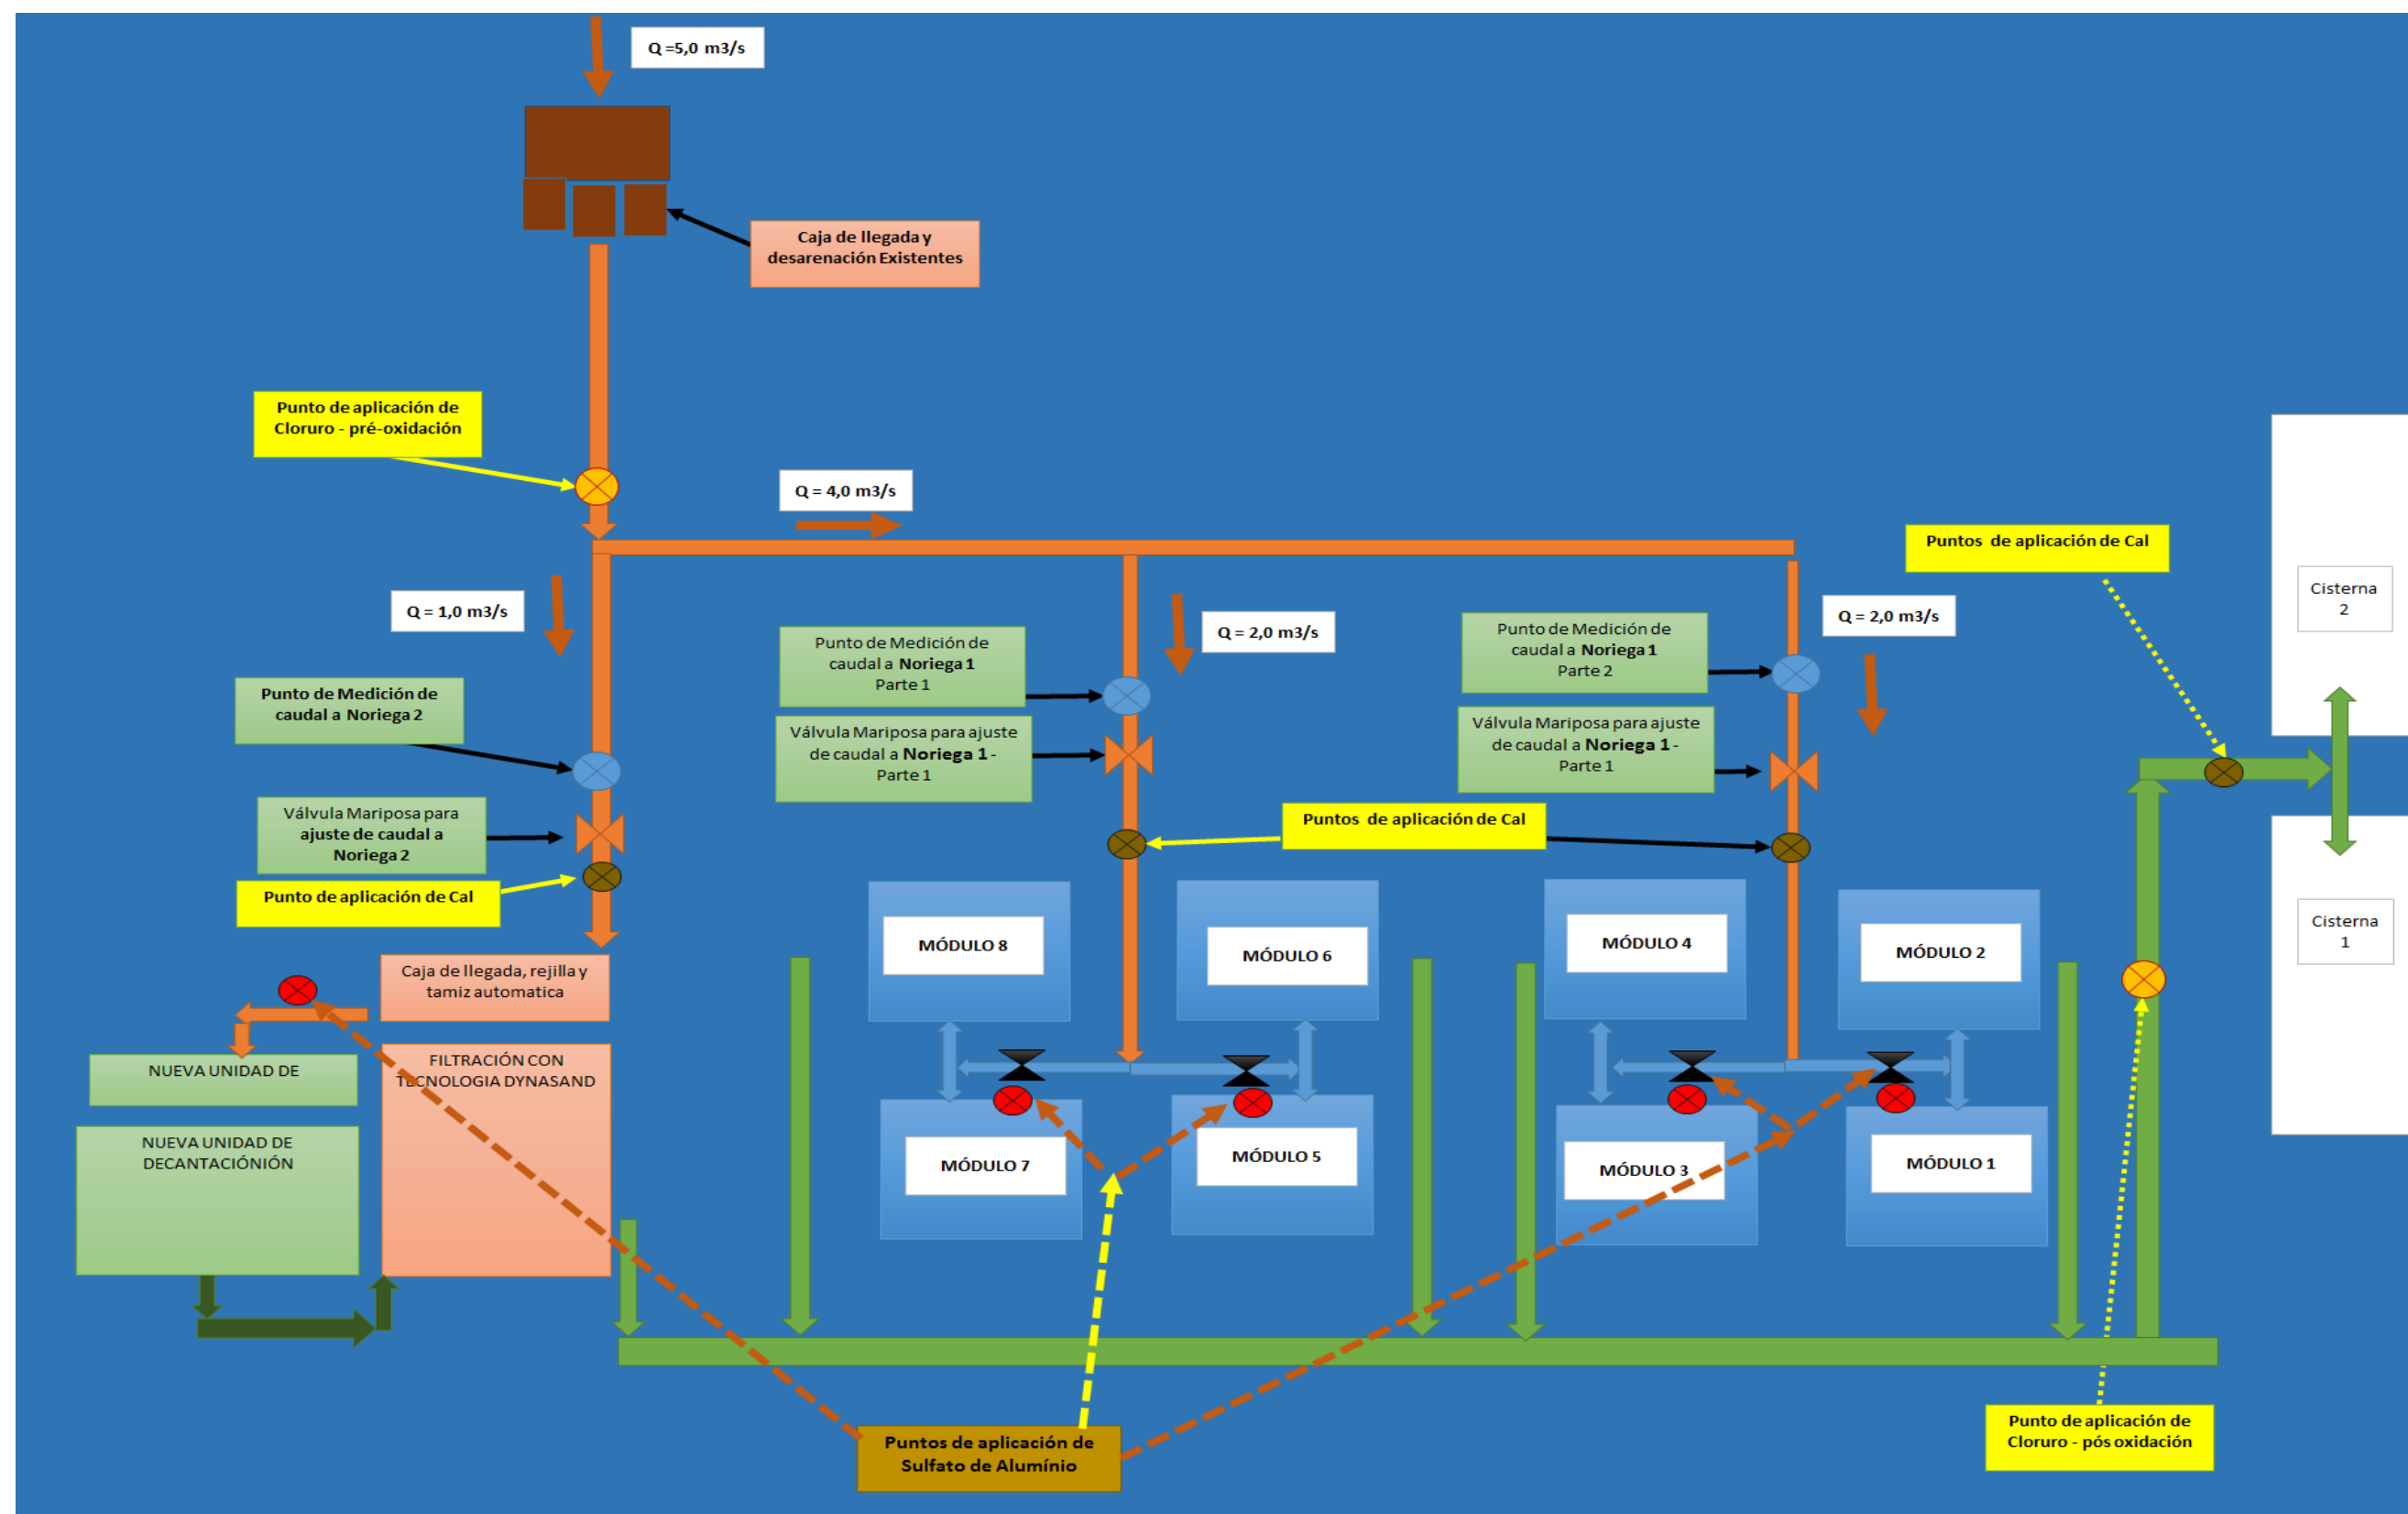 Q =5,0 m3/s
Caja de llegada y
desarenación Existentes
Punto de aplicación de
Cloruro - pré-oxidación
Q = 4,0 m3/s
Puntos de aplicación de Cal
Q = 1,0 m3/s
Q = 2,0 m3/s
Q = 2,0 m3/s
Cisterna
2
Punto de Medición de
caudal a Noriega 1
Parte 1
Punto de Medición de
caudal a Noriega 1
Parte 2
Punto de Medición de
caudal a Noriega 2
Válvula Mariposa para ajuste
de caudal a Noriega 1 -
Parte 1
Válvula Mariposa para ajuste
de caudal a Noriega 1 -
Parte 1
Válvula Mariposa para
ajuste de caudal a
Noriega 2
Puntos de aplicación de Cal
Punto de aplicación de Cal
Cisterna
1
MÓDULO 8
MÓDULO 6
MÓDULO 4
MÓDULO 2
Caja de llegada, rejilla y
tamiz automatica
NUEVA UNIDAD DE
FILTRACIÓN CON
TECNOLOGIA DYNASAND
NUEVA UNIDAD DE
DECANTACIÓNIÓN
MÓDULO 7
MÓDULO 5
MÓDULO 3
MÓDULO 1
Puntos de aplicación de
Sulfato de Alumínio
Punto de aplicación de
Cloruro - pós oxidación